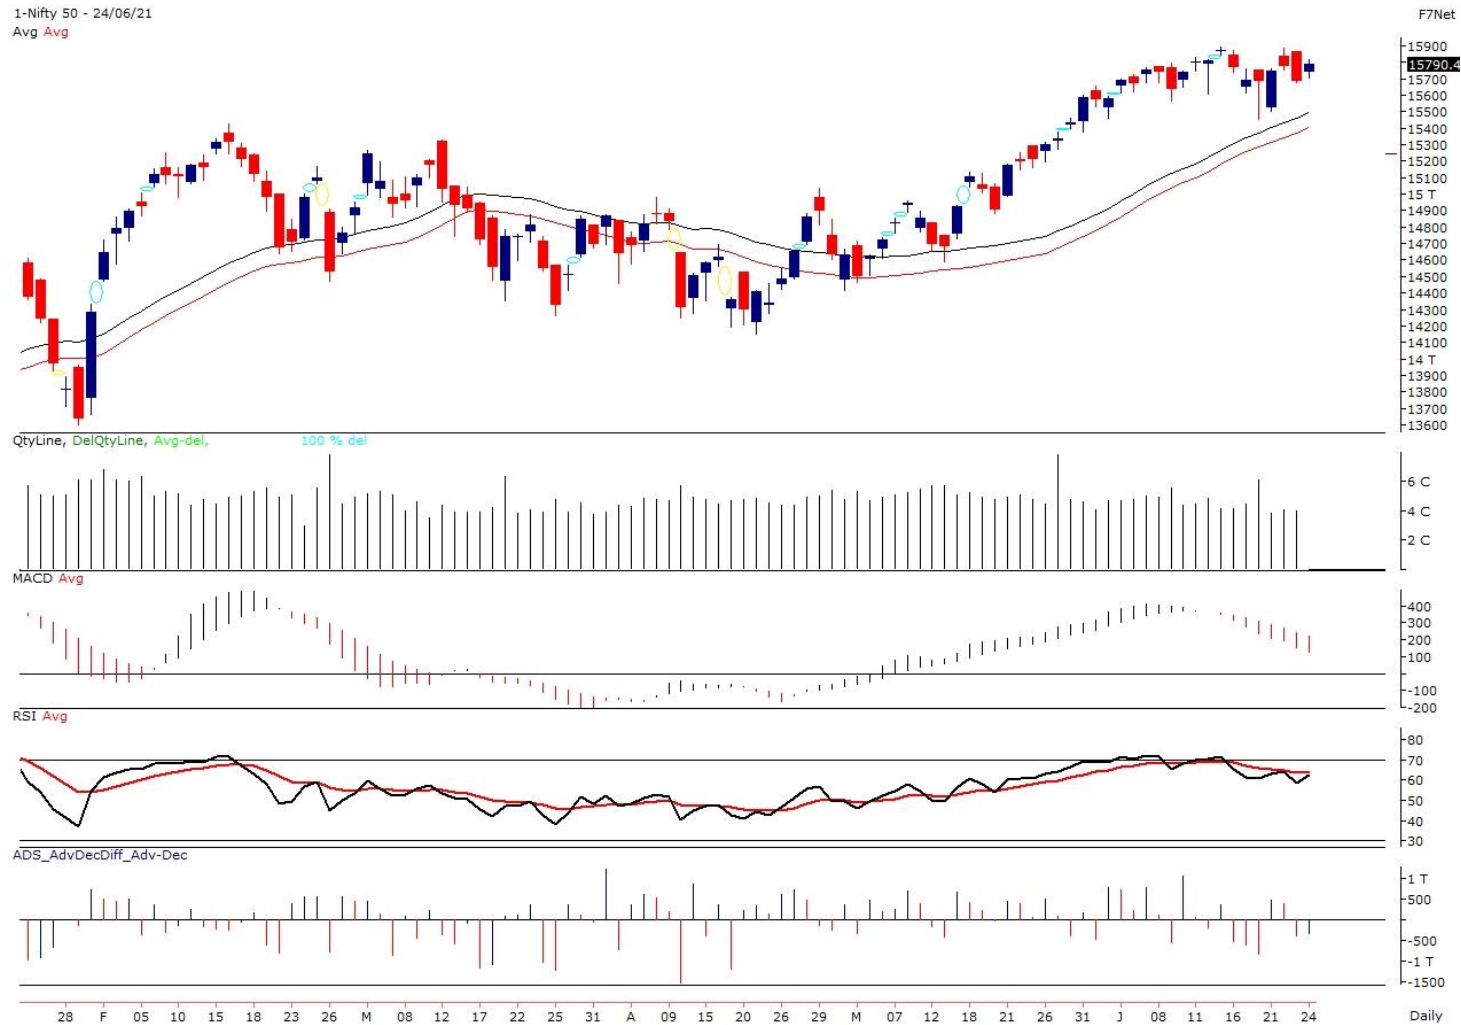 1-Nifty 50 - 24/06/21
F7Net
Avg Avg
15900
15790.4
15700
15600
15500
15400
15300
15200
15100
15 T
14900
14800
14700
14600
14500
14400
14300
14200
14100
14 T
13900
13800
13700
13600
QtyLine, DelQtyLine, Avg-del, 100 % del
6 C
4 C
2 C
MACD Avg
400
300
200
100
-100
-200
RSI Avg
80
70
60
50
40
30
ADS_AdvDecDiff_Adv-Dec
1 T
500
-500
-1 T
-1500
28 F 05 10 15 18 23 26 M 08 12 17 22 25 31 A 09 15 20 26 29 M 07 12 18 21 26 31 J 08 11 16 21 24 Daily